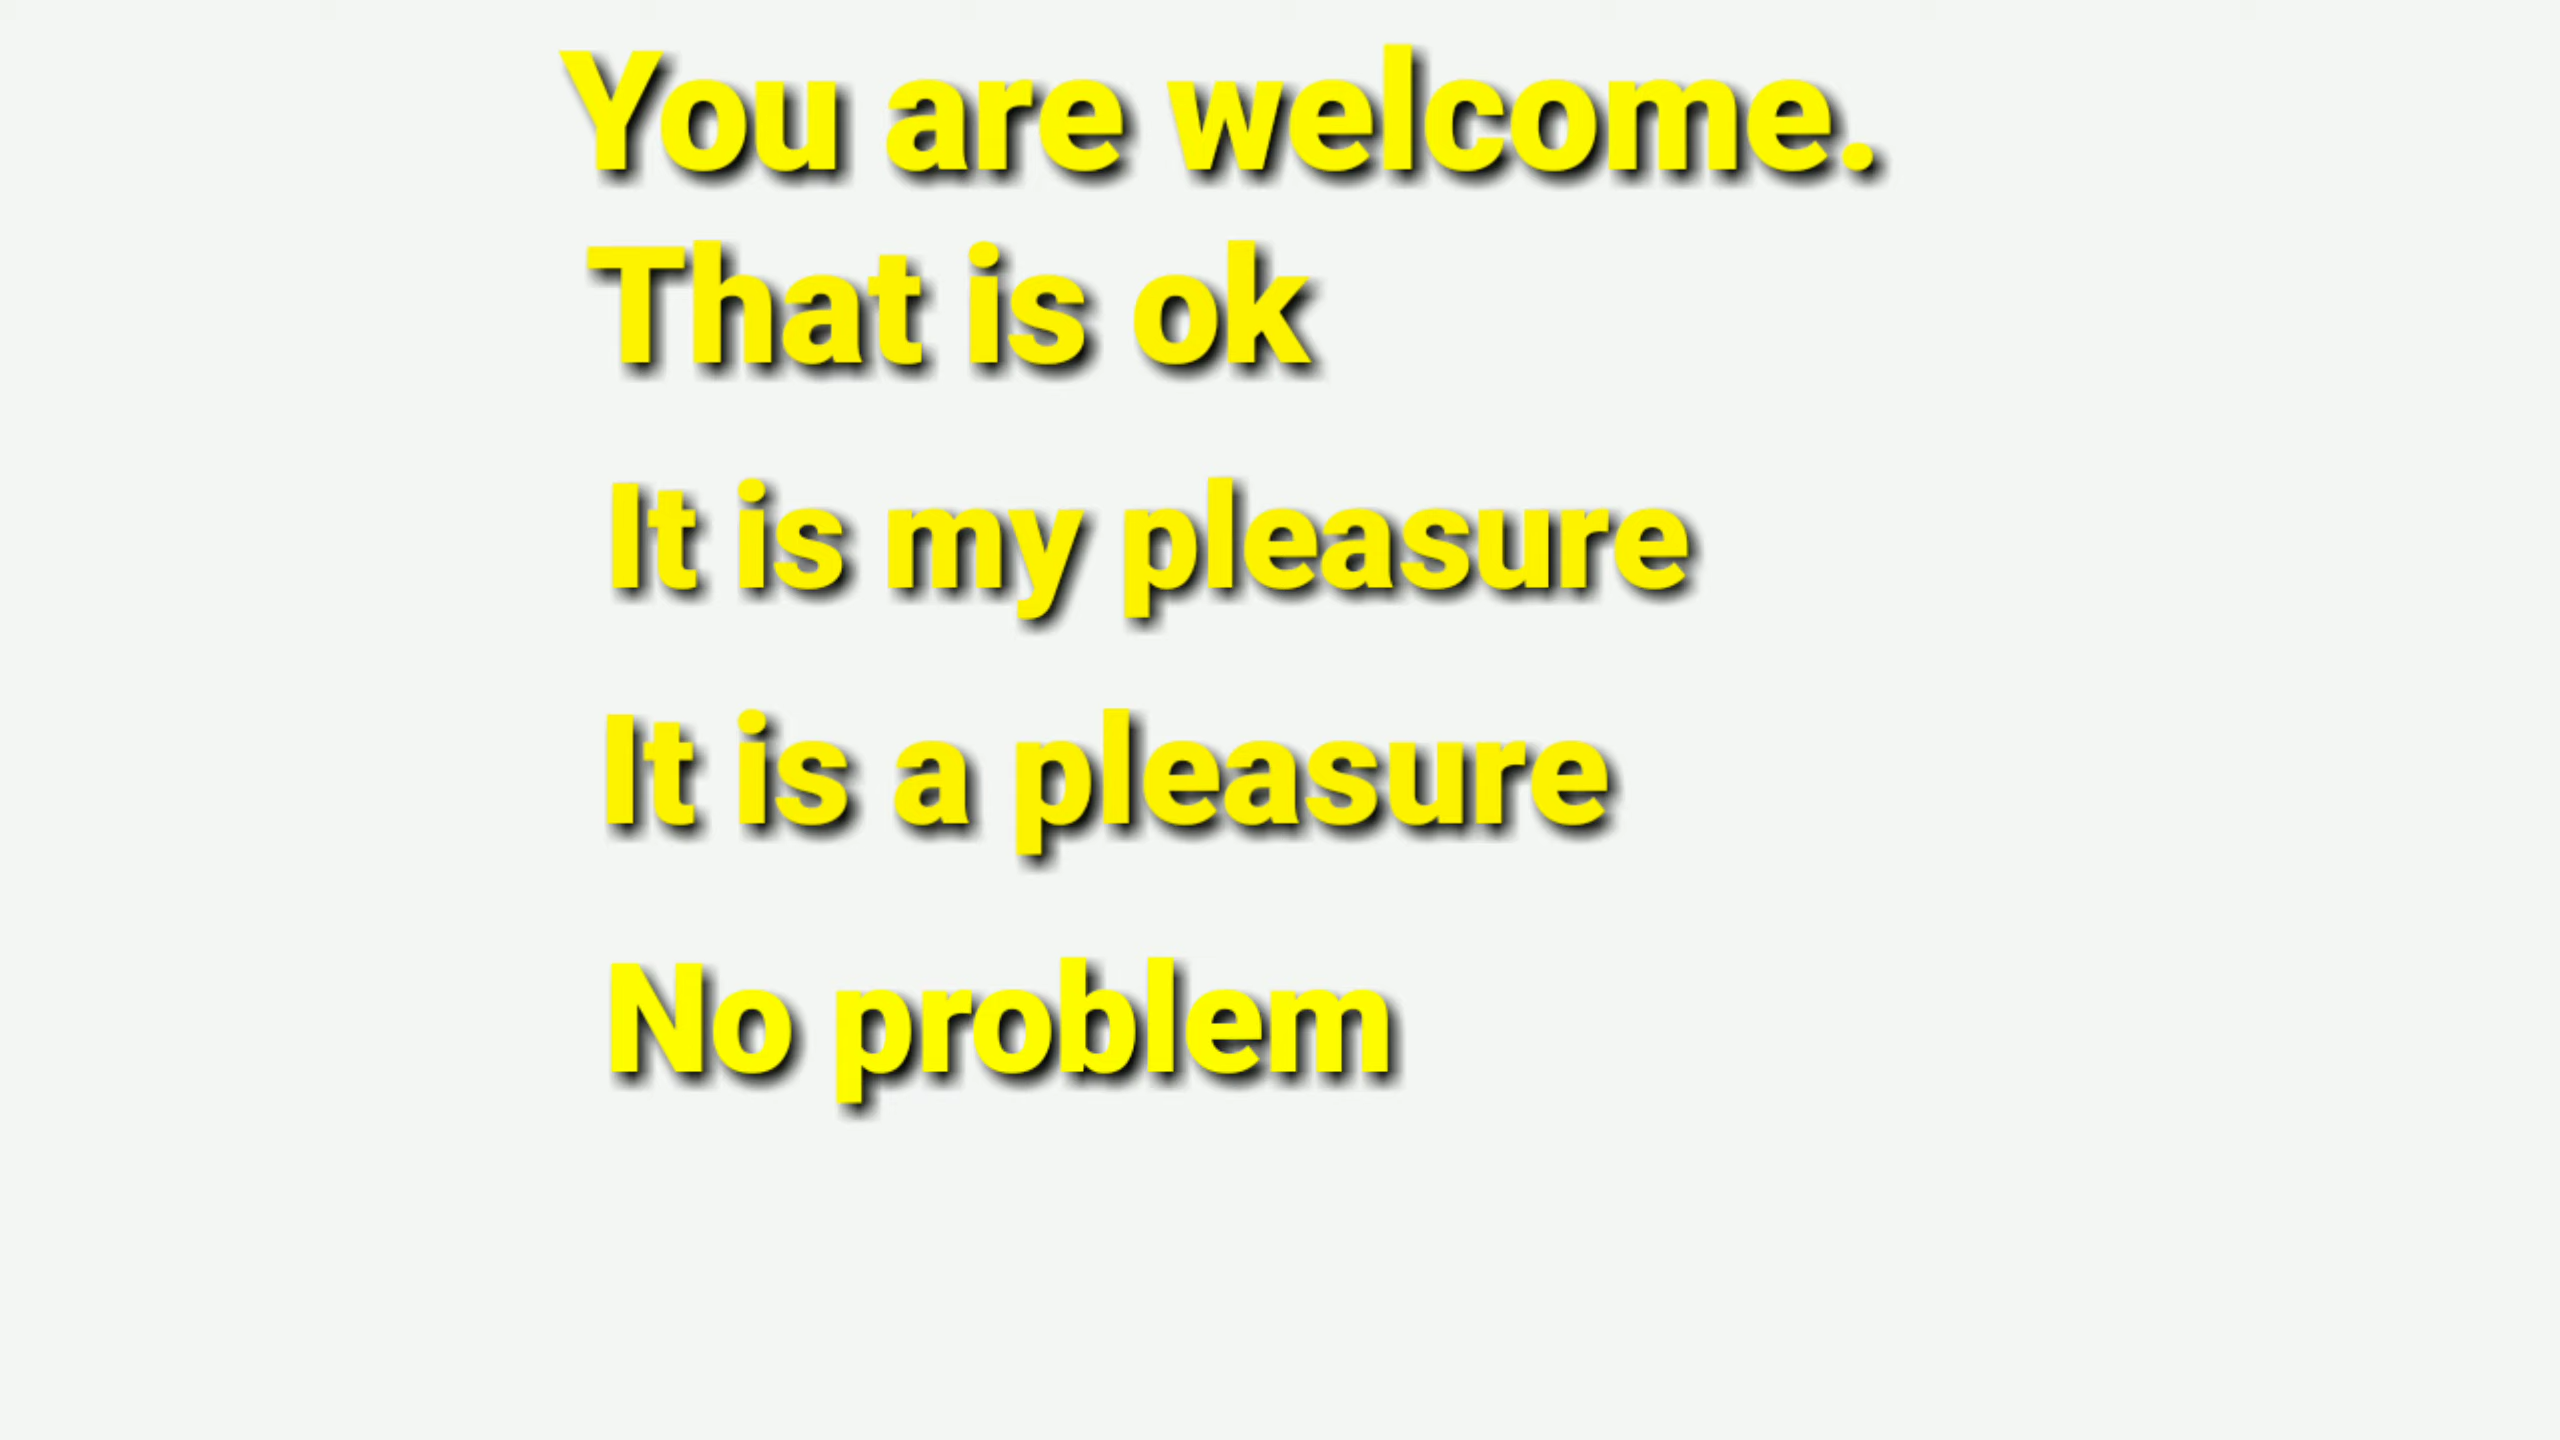 You are welcome.
That is ok
It is my pleasure
It is a pleasure
No problem